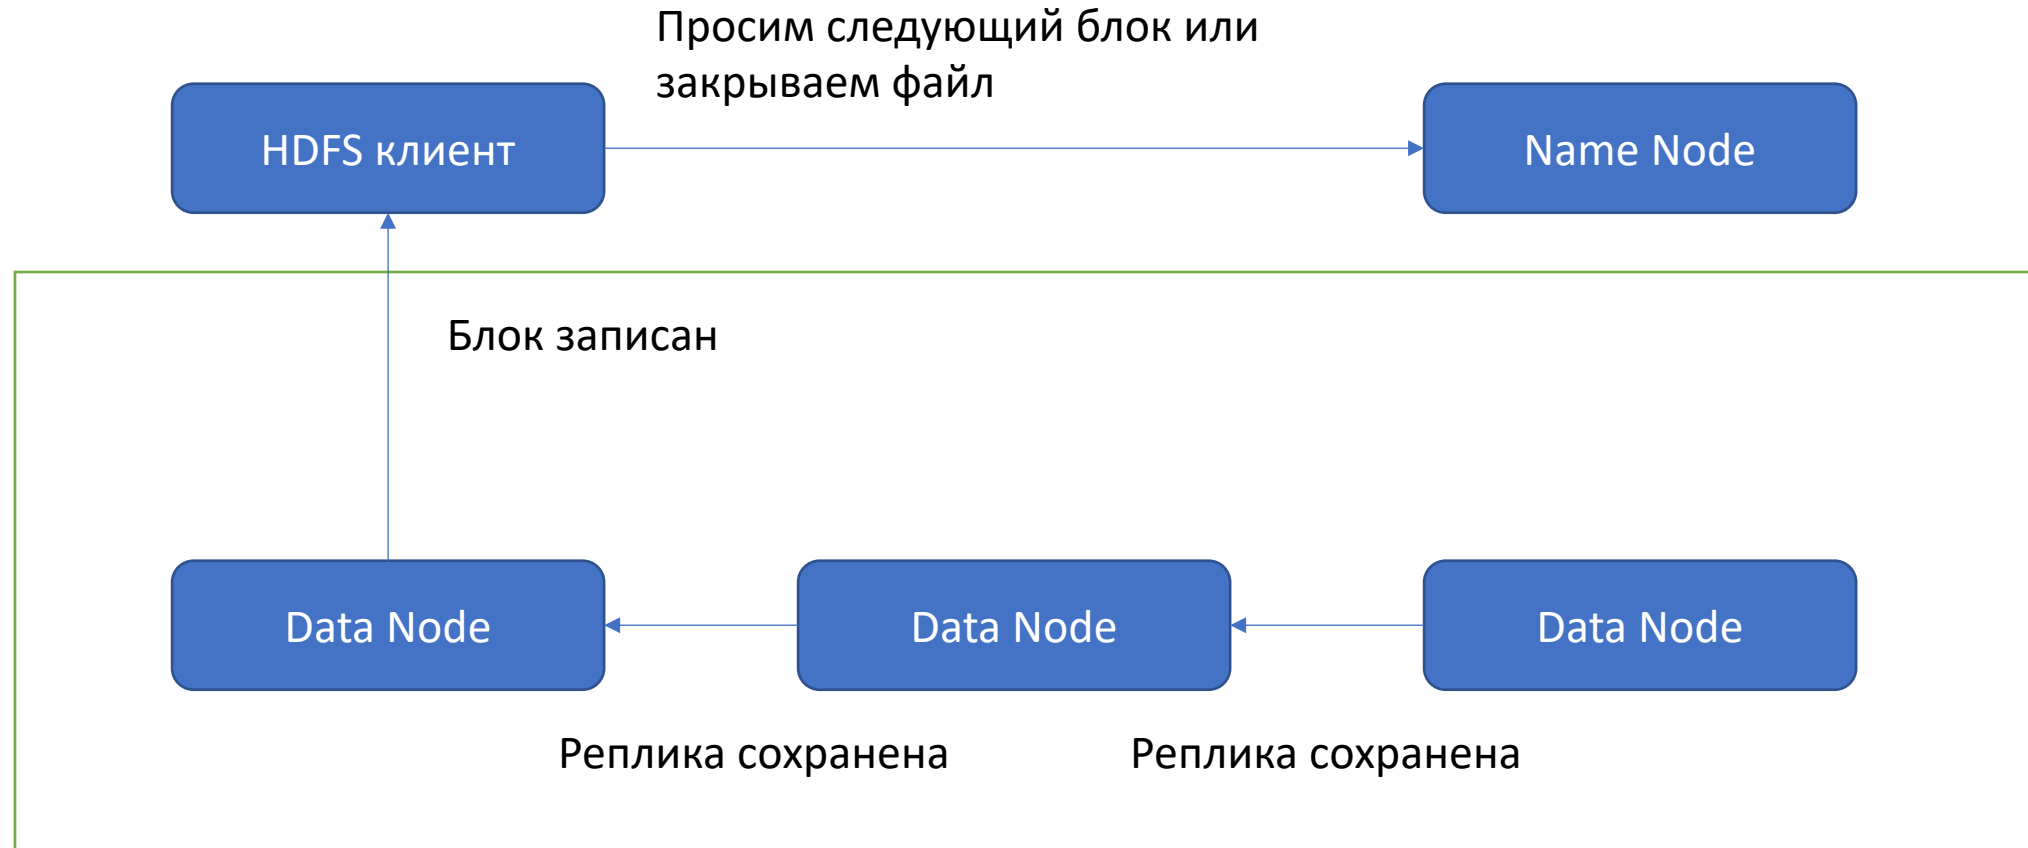 Просим следующий блок или
закрываем файл
HDFS клиент
Name Node
Блок записан
Data Node
Data Node
Data Node
Реплика сохранена
Реплика сохранена